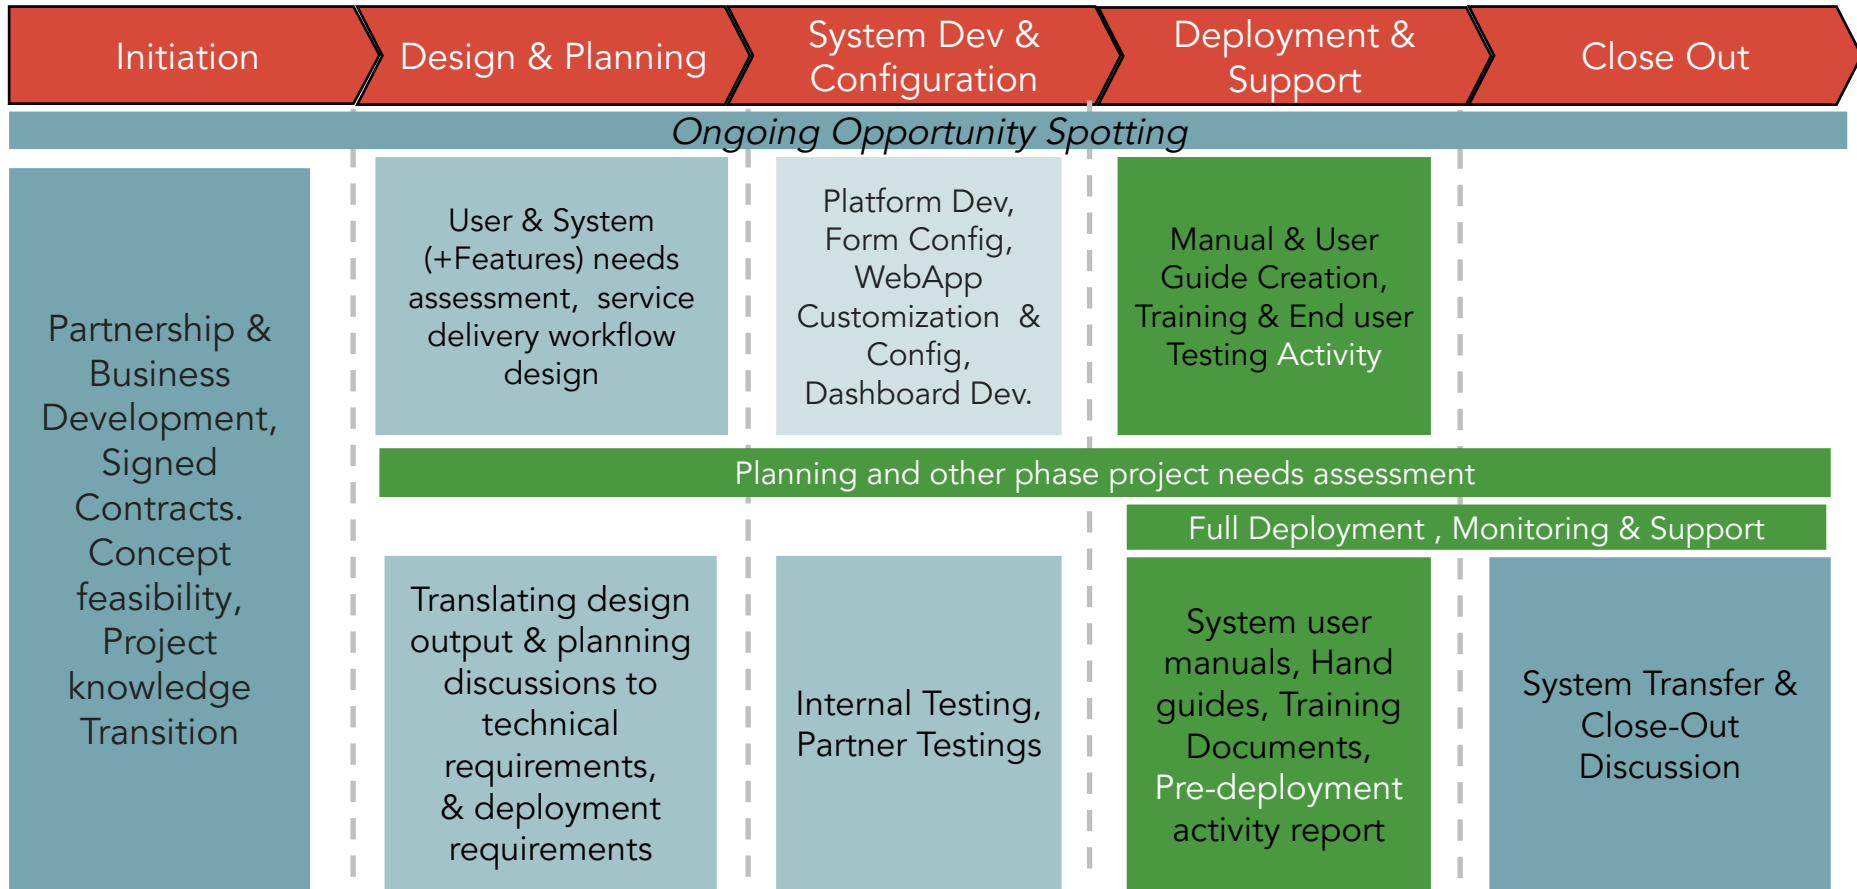 Initiation
Design & Planning
System Dev &
Configuration
Deployment &
Support
Close Out
Ongoing Opportunity Spotting
Partnership &
Business
Development,
Signed
Contracts.
Concept
feasibility,
Project
knowledge
Transition
User & System
(+Features) needs
assessment,  service
delivery workflow
design
Platform Dev,
Form Config,
WebApp
Customization  &
Config,
Dashboard Dev.
Manual & User
Guide Creation,
Training & End user
Testing Activity
Planning and other phase project needs assessment
Full Deployment , Monitoring & Support
Translating design
output & planning
discussions to
technical
requirements,
& deployment
requirements
Internal Testing,
Partner Testings
System user
manuals, Hand
guides, Training
Documents,
Pre-deployment
activity report
System Transfer &
Close-Out
Discussion